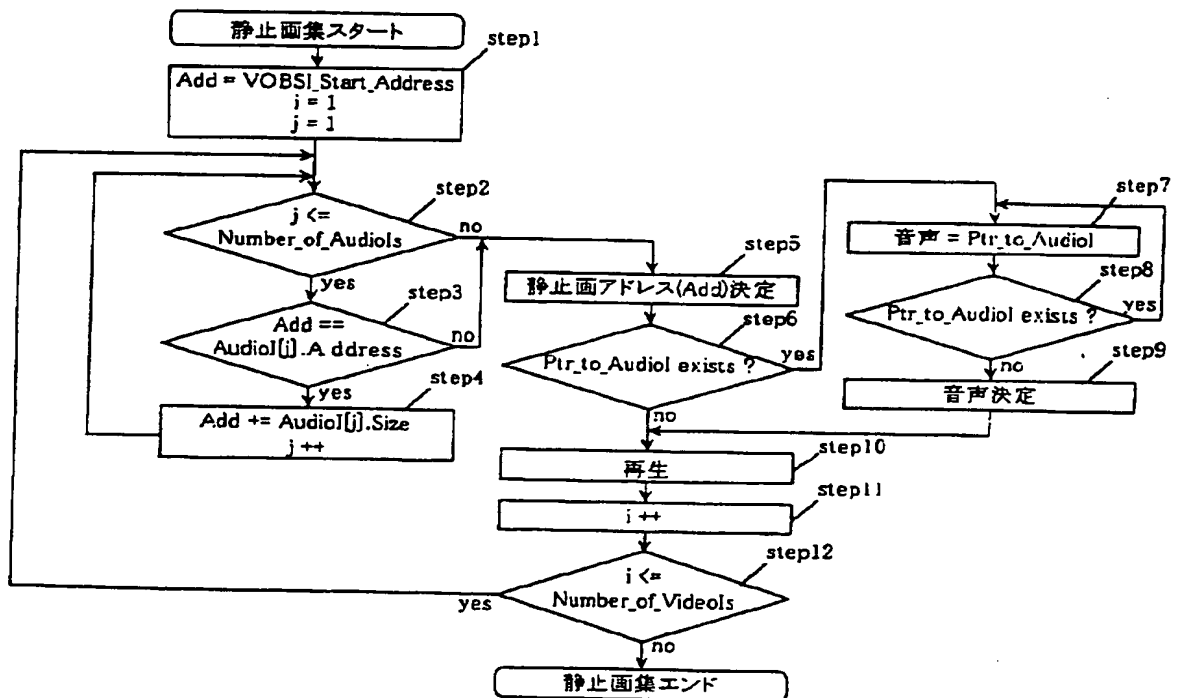 静止画集スタート
step1
Add = VOBSI_Start_Address
i = 1
j = 1
step2
j <=
Number_of_AudioIs
no
yes
step3
Add ==
AudioI[j].A ddress
no
yes
step4
Add += AudioI[j].Size
j ++
step5
静止画アドレス(Add)決定
step6
Ptr_to_AudioI exists ?
yes
no
step7
音声 = Ptr_to_AudioI
step8
Ptr_to_AudioI exists ?
yes
no
step9
音声決定
step10
再生
step11
i ++
step12
i <=
Number_of_VideoIs
yes
no
静止画集エンド